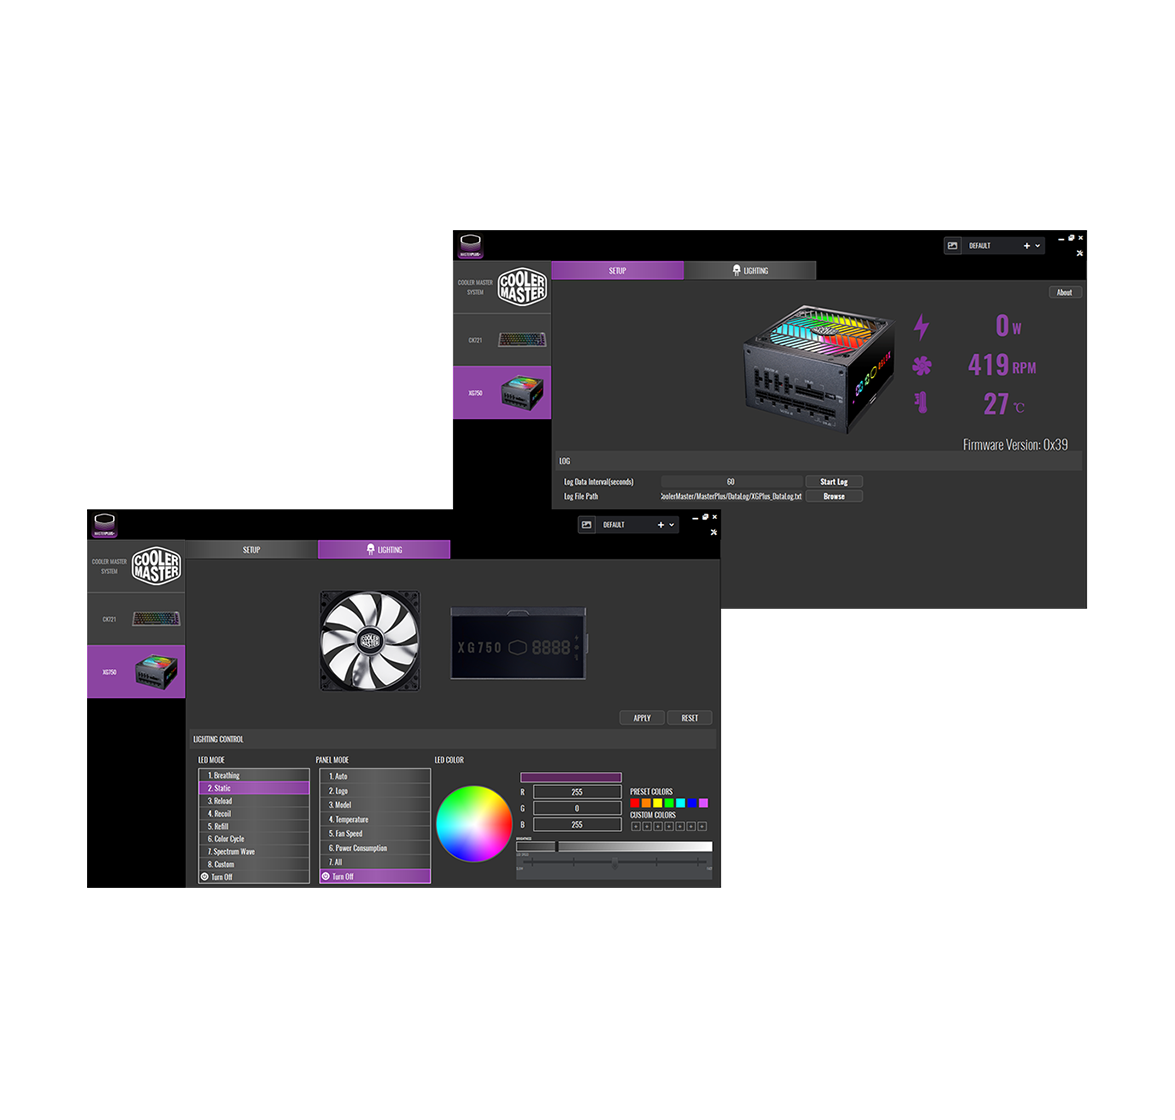 MASTERPLUS+
DEFAULT
COOLER MASTER
SYSTEM
COOLER
MASTER
SETUP
LIGHTING
About
CK721
0 W
419 RPM
XG750
27 °C
Firmware Version: 0x39
LOG
Log Data Interval(seconds) 60 Start Log
Log File Path CoolerMaster/MasterPlus/DataLog/XGPlus_DataLog.txt Browse
MASTERPLUS+
DEFAULT
COOLER MASTER
SYSTEM
COOLER
MASTER
SETUP
LIGHTING
CK721
COOLER
MASTER
XG750 8888
XG750
APPLY RESET
LIGHTING CONTROL
LED MODE
1. Breathing
2. Static
3. Reload
4. Recoil
5. Refill
6. Color Cycle
7. Spectrum Wave
8. Custom
Turn Off
PANEL MODE
1. Auto
2. Logo
3. Model
4. Temperature
5. Fan Speed
6. Power Consumption
7. All
Turn Off
LED COLOR
R 255
G 0
B 255
PRESET COLORS
CUSTOM COLORS